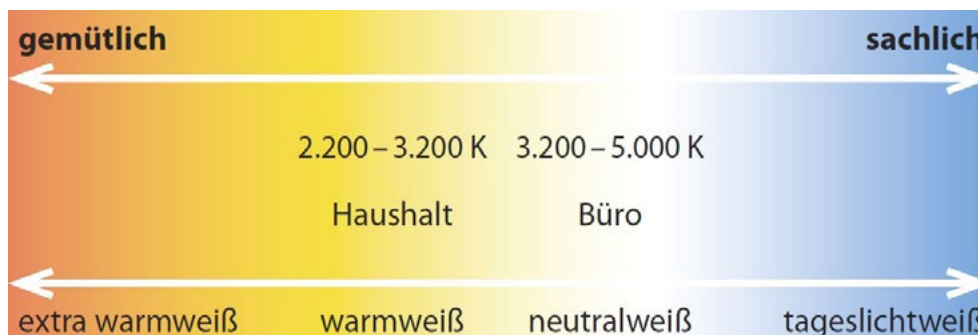 gemütlich sachlich
2.200 – 3.200 K 3.200 – 5.000 K
Haushalt Büro
extra warmweiß warmweiß neutralweiß tageslichtweiß